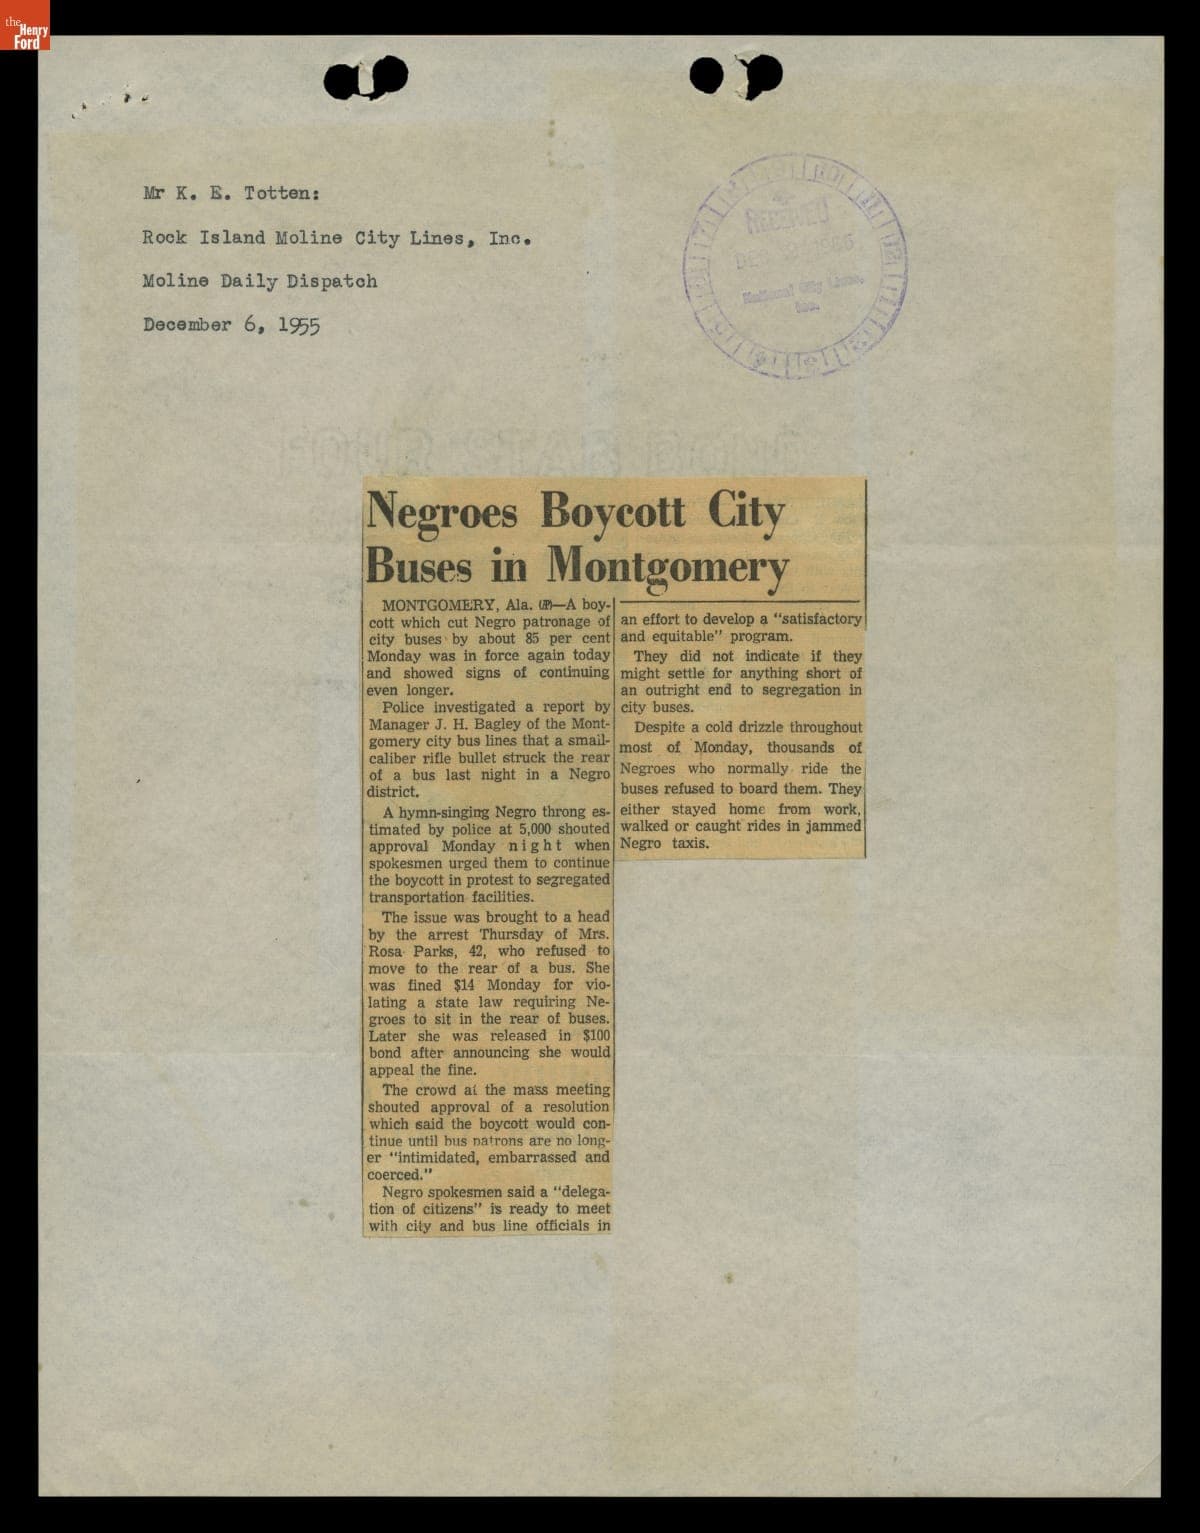 the
Henry
Ford
Mr K. E. Totten:
Rock Island Moline City Lines, Inc.
Moline Daily Dispatch
December 6, 1955
RECEIVED
National City Lines,
Inc.
Negroes Boycott City
Buses in Montgomery
MONTGOMERY, Ala. (AP)—A boy-
cott which cut Negro patronage of
city buses by about 85 per cent
Monday was in force again today
and showed signs of continuing
even longer.
Police investigated a report by
Manager J. H. Bagley of the Mont-
gomery city bus lines that a small-
caliber rifle bullet struck the rear
of a bus last night in a Negro
district.
A hymn-singing Negro throng es-
timated by police at 5,000 shouted
approval Monday night when
spokesmen urged them to continue
the boycott in protest to segregated
transportation facilities.
The issue was brought to a head
by the arrest Thursday of Mrs.
Rosa Parks, 42, who refused to
move to the rear of a bus. She
was fined $14 Monday for vio-
lating a state law requiring Ne-
groes to sit in the rear of buses.
Later she was released in $100
bond after announcing she would
appeal the fine.
The crowd at the mass meeting
shouted approval of a resolution
which said the boycott would con-
tinue until bus patrons are no long-
er "intimidated, embarrassed and
coerced."
Negro spokesmen said a "delega-
tion of citizens" is ready to meet
with city and bus line officials in
an effort to develop a "satisfactory
and equitable" program.
They did not indicate if they
might settle for anything short of
an outright end to segregation in
city buses.
Despite a cold drizzle throughout
most of Monday, thousands of
Negroes who normally ride the
buses refused to board them. They
either stayed home from work,
walked or caught rides in jammed
Negro taxis.